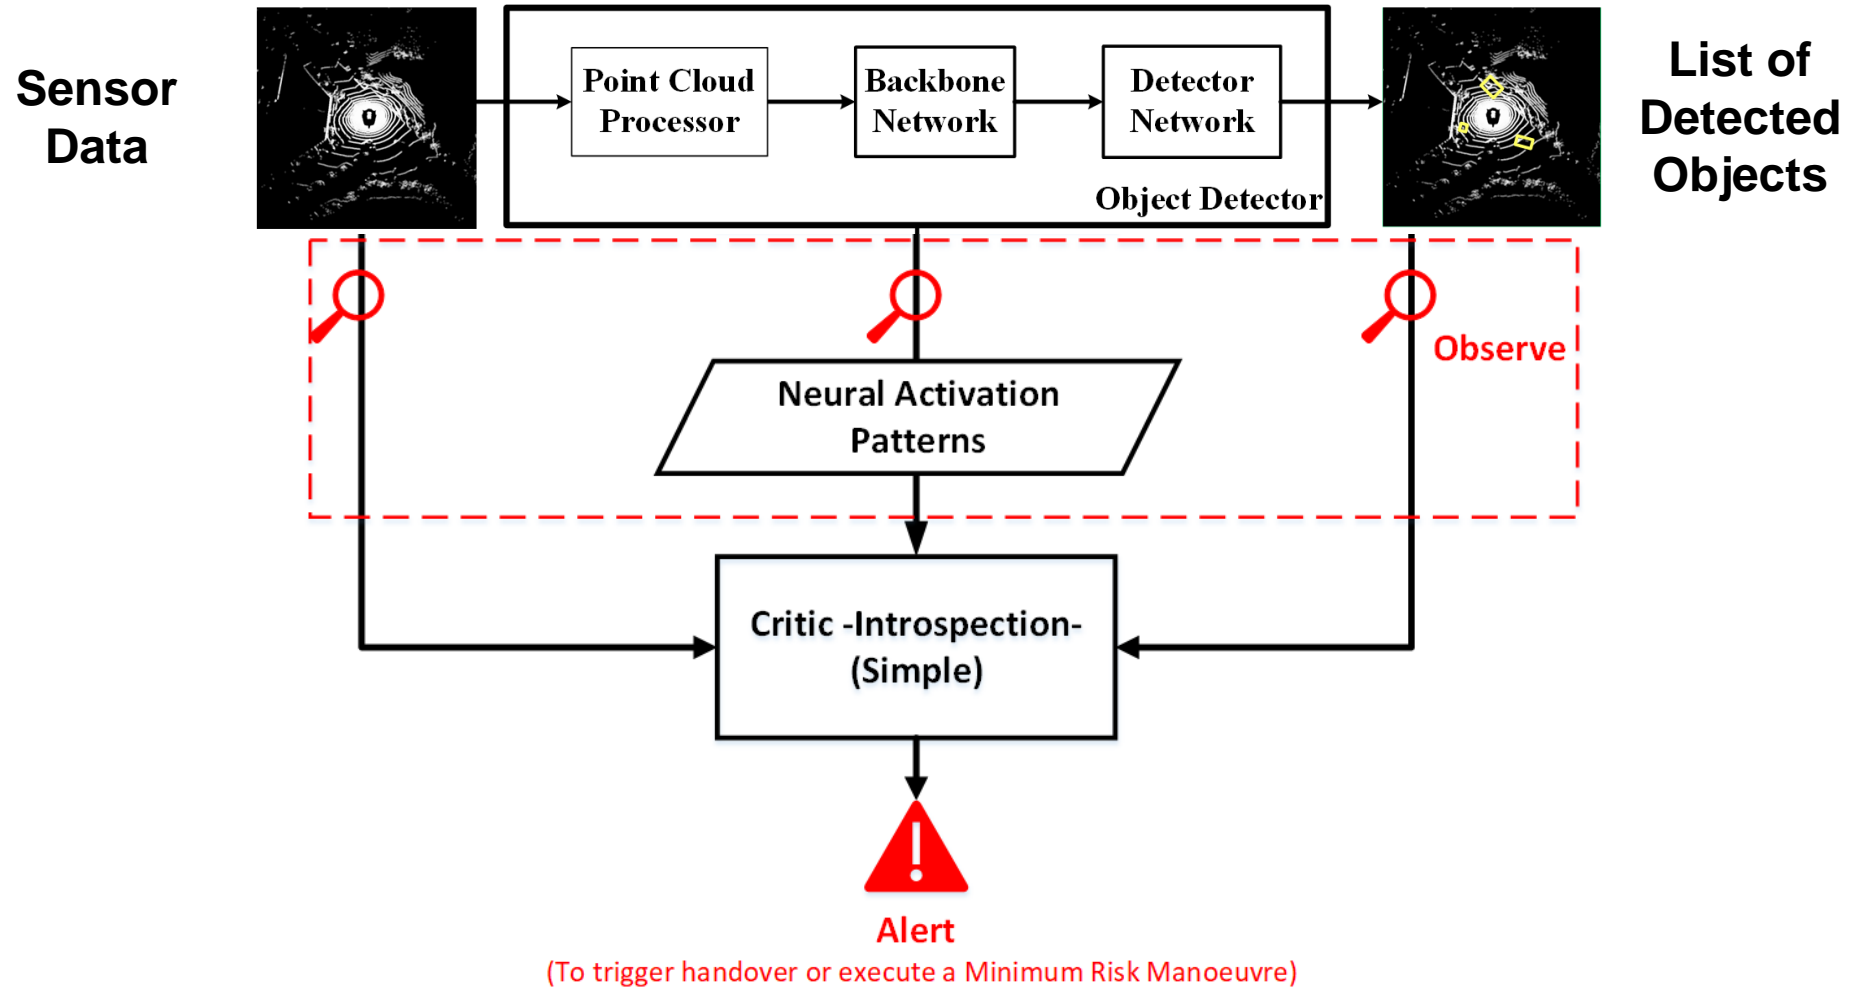 Sensor
Data
Point Cloud
Processor
Backbone
Network
Detector
Network
Object Detector
List of
Detected
Objects
Observe
Neural Activation
Patterns
Critic -Introspection-
(Simple)
Alert
(To trigger handover or execute a Minimum Risk Manoeuvre)